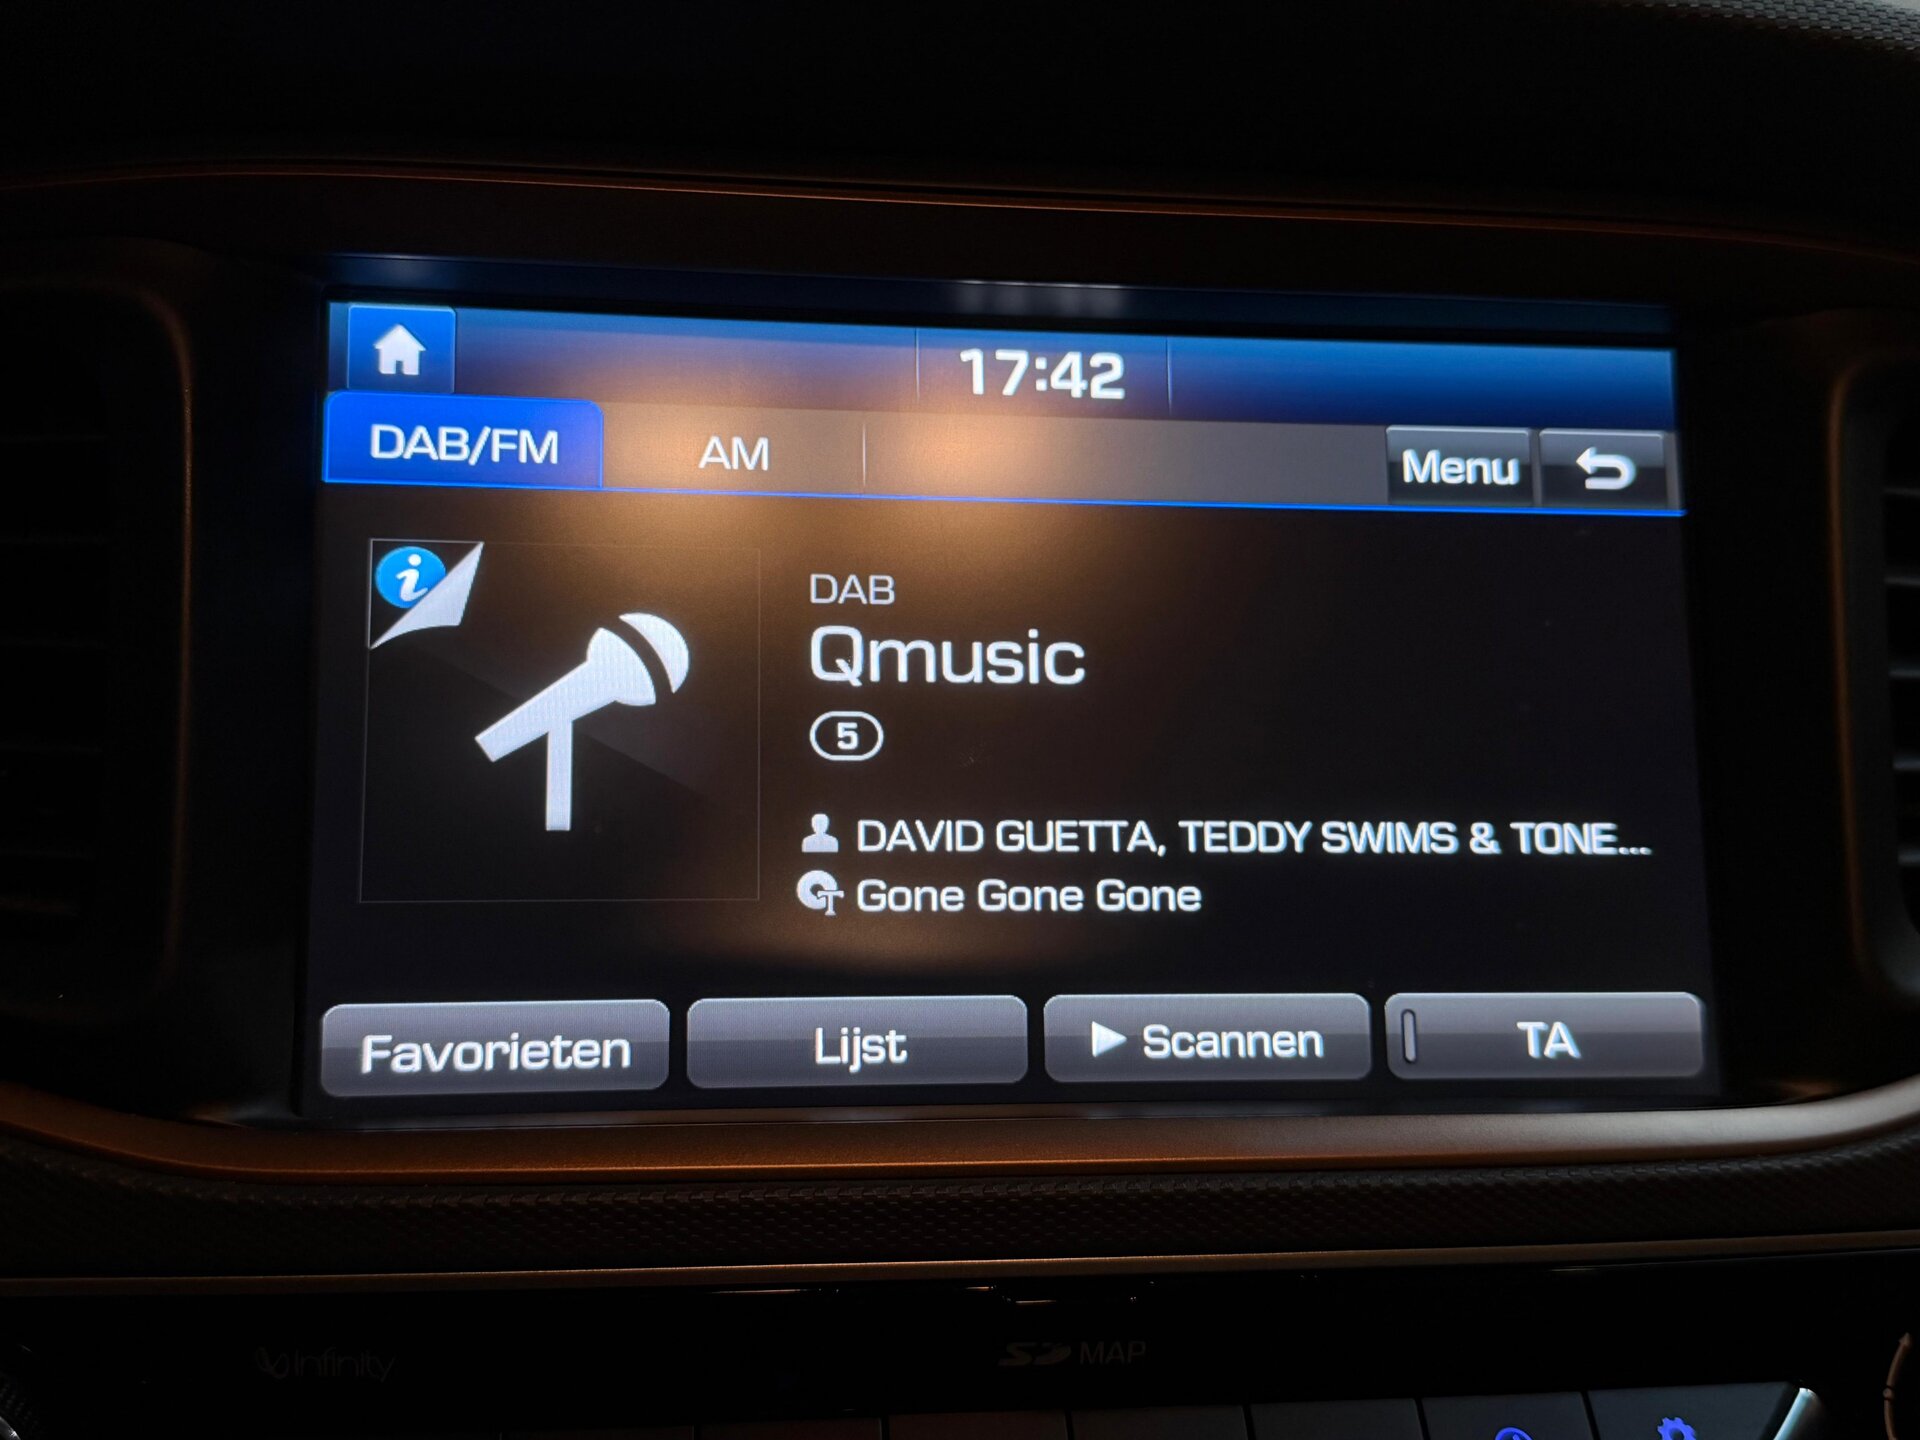 17:42
DAB/FM AM Menu
i
DAB
Qmusic
5
DAVID GUETTA, TEDDY SWIMS & TONE...
T Gone Gone Gone
Favorieten Lijst Scannen TA
Infinity SD MAP